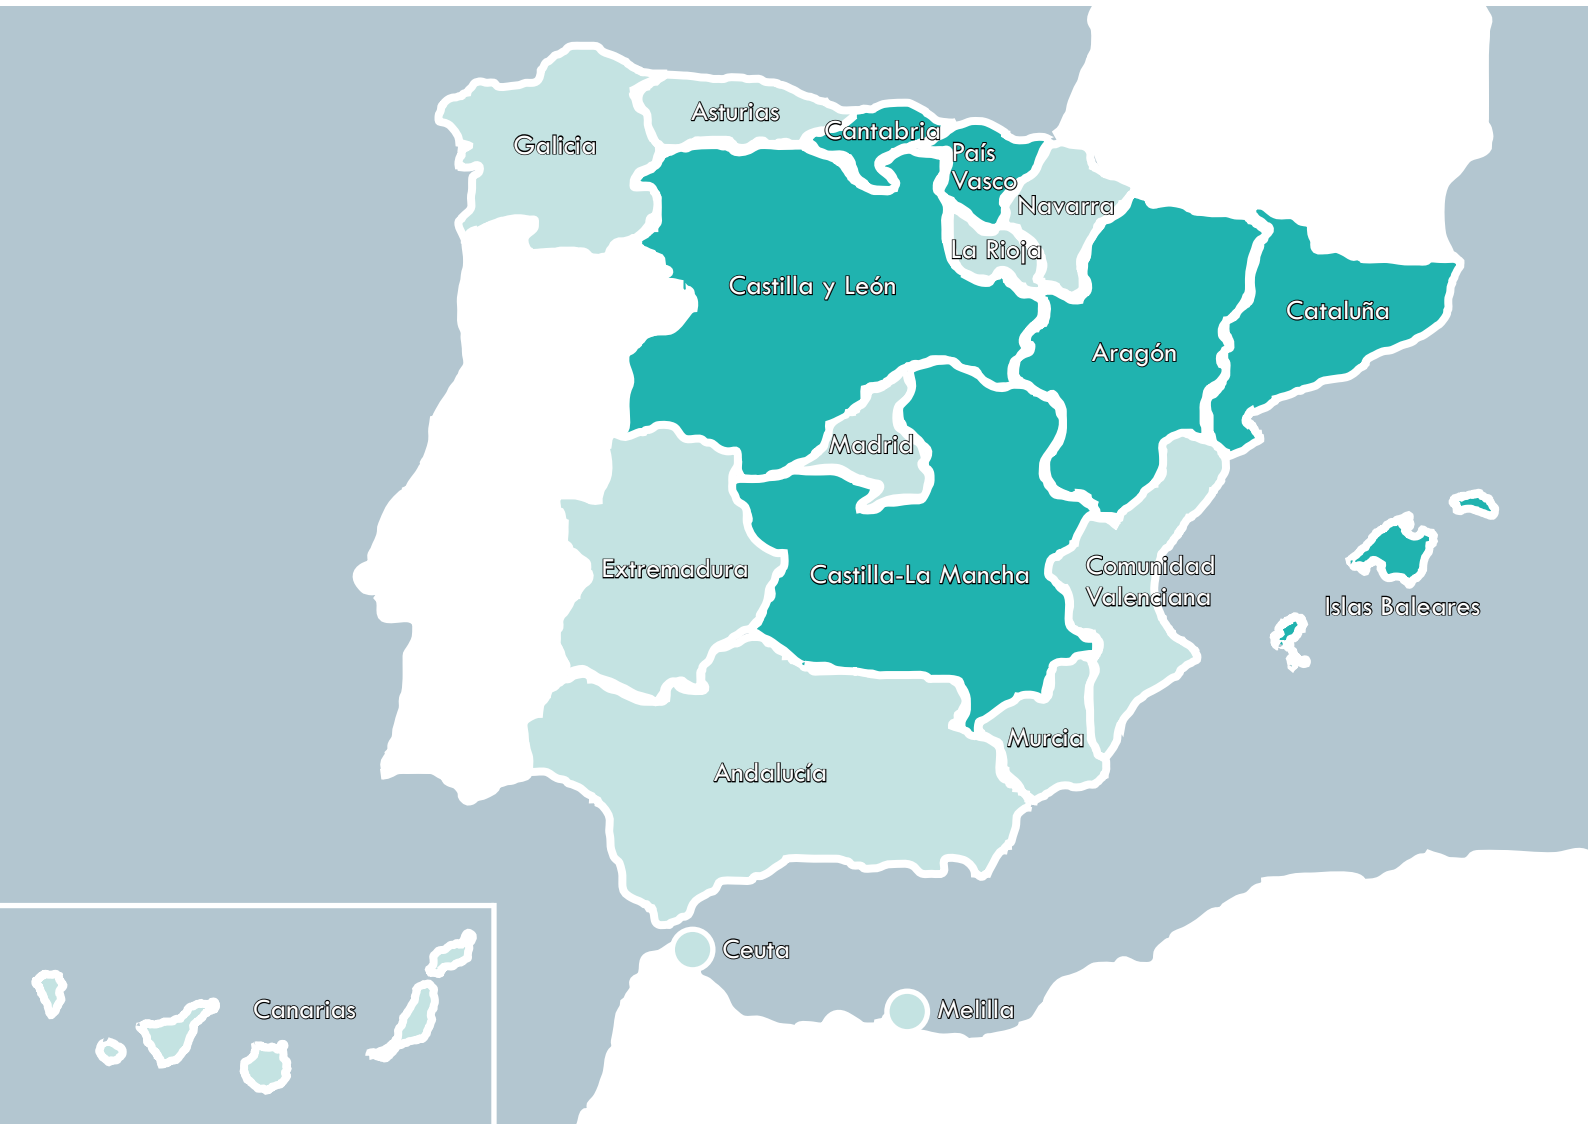 Galicia
Asturias
Cantabria
País
Vasco
Navarra
La Rioja
Castilla y León
Cataluña
Aragón
Madrid
Extremadura
Castilla-La Mancha
Comunidad
Valenciana
Islas Baleares
Murcia
Andalucía
Ceuta
Canarias
Melilla